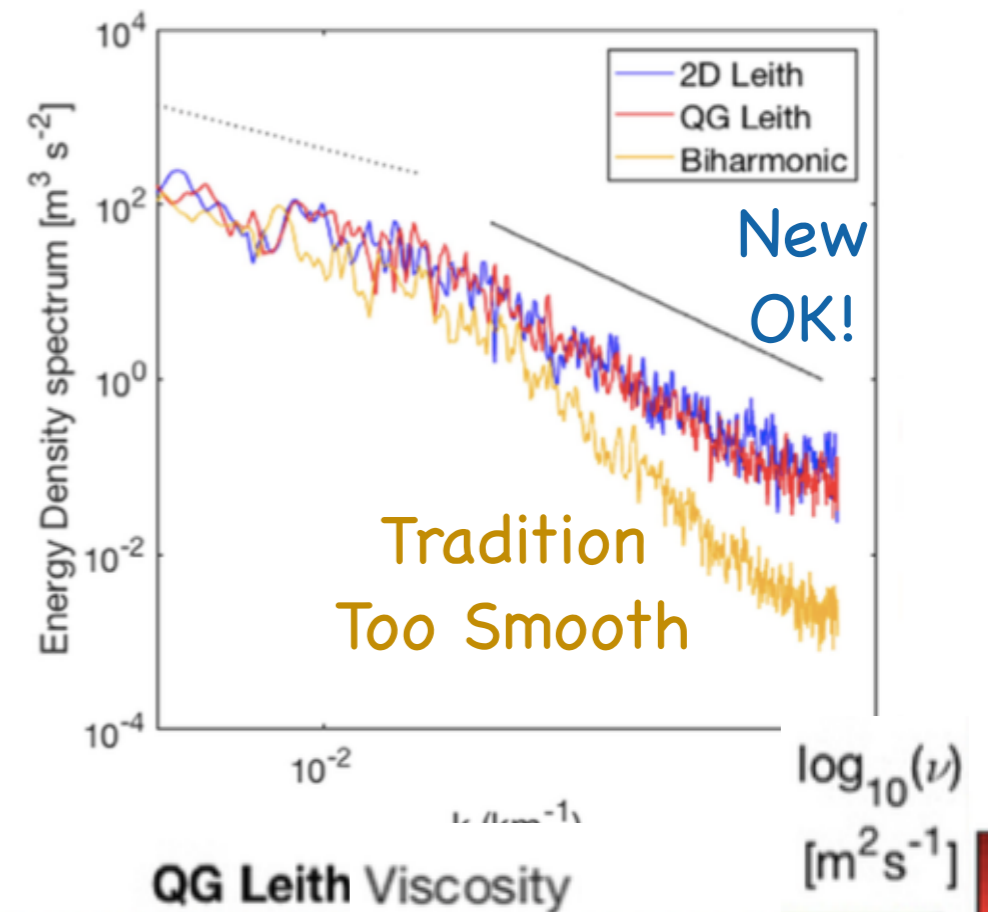 10^4
10^2
10^0
10^-2
10^-4
Energy Density spectrum [m^3 s^-2]
2D Leith
QG Leith
Biharmonic
New
OK!
Tradition
Too Smooth
10^-2
log_10(ν)
[m^2s^-1]
QG Leith Viscosity